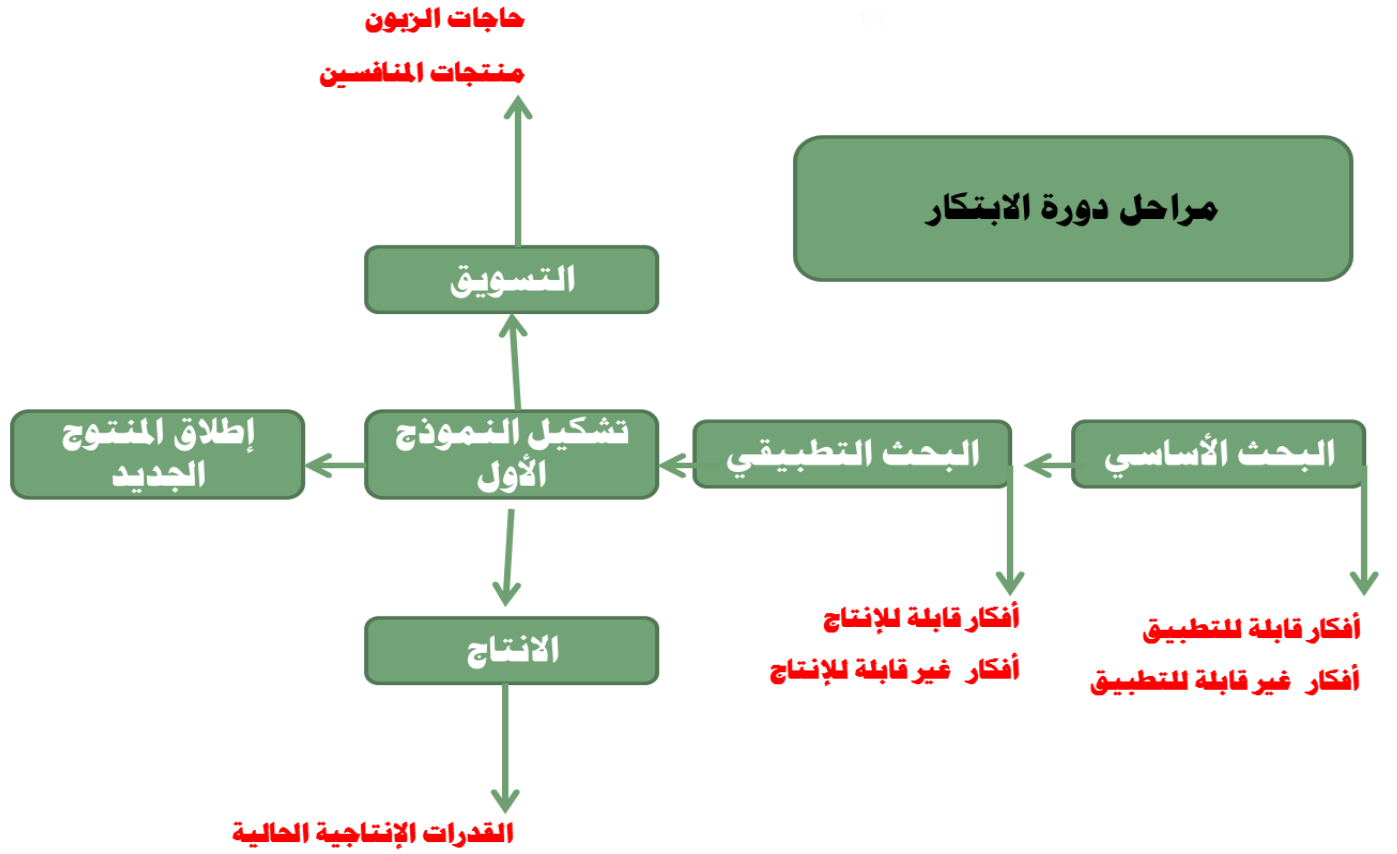 مراحل دورة الابتكار
حاجات الزبون
منتجات المنافسين
التسويق
البحث الأساسي
البحث التطبيقي
تشكيل النموذج
الأول
إطلاق المنتوج
الجديد
أفكار قابلة للتطبيق
أفكار غير قابلة للتطبيق
أفكار قابلة للإنتاج
أفكار غير قابلة للإنتاج
الانتاج
القدرات الإنتاجية الحالية